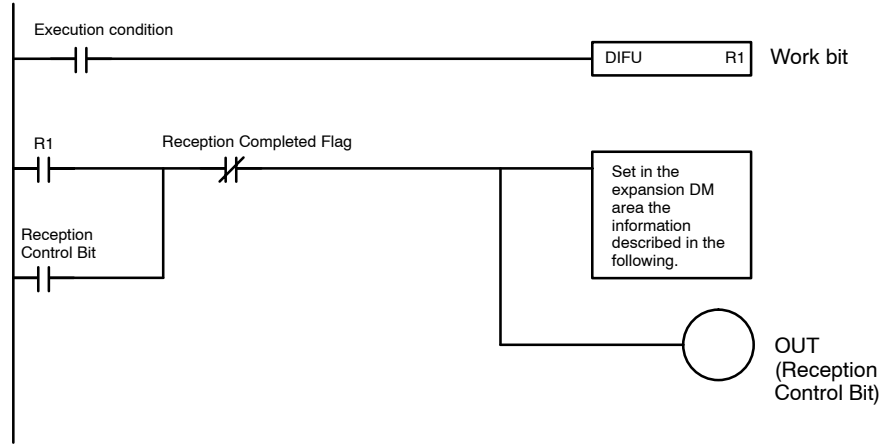 Execution condition
DIFU R1 Work bit
R1
Reception Completed Flag
Set in the
expansion DM
area the
information
described in the
following.
Reception
Control Bit
OUT
(Reception
Control Bit)